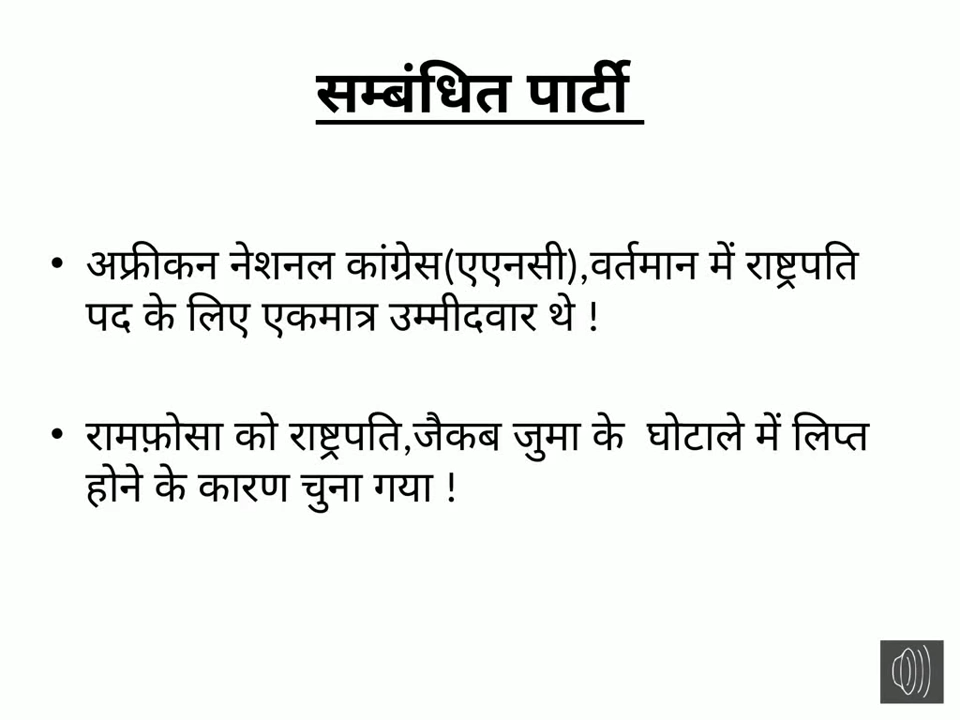 सम्बंधित पार्टी
• अफ्रीकन नेशनल कांग्रेस(एएनसी),वर्तमान में राष्ट्रपति
पद के लिए एकमात्र उम्मीदवार थे !
• रामफ़ोसा को राष्ट्रपति,जैकब जुमा के घोटाले में लिप्त
होने के कारण चुना गया !